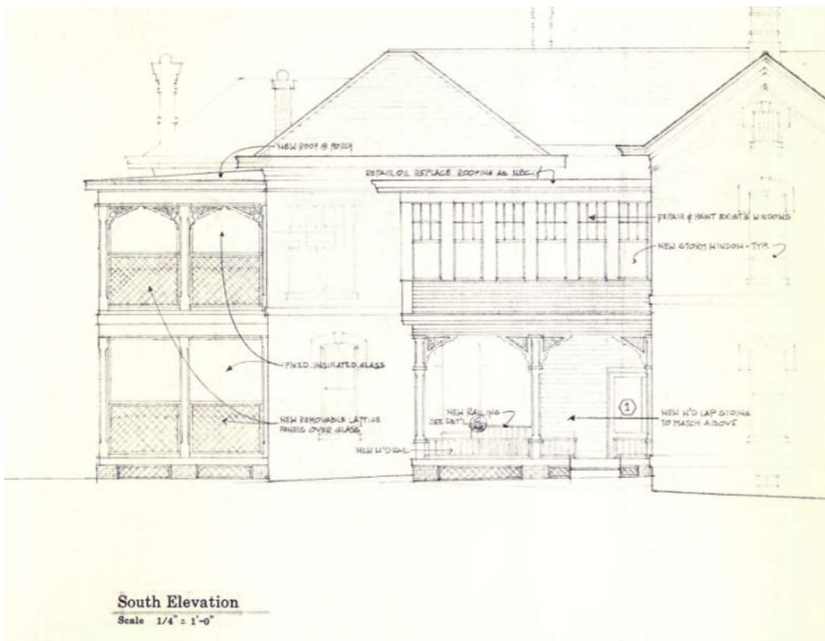 NEW ROOF @ PORCH
REPAIR OR REPLACE ROOFING AS NEC.
REPAIR & PAINT EXIST'G WINDOWS
NEW STORM WINDOW - TYP.
FIXED INSULATED GLASS
NEW REMOVABLE LATTICE
PANELS OVER GLASS
NEW RAILING
SEE DET'L
NEW W'D RAIL
1
NEW W'D LAP SIDING
TO MATCH ABOVE
South Elevation
Scale 1/4" = 1'-0"